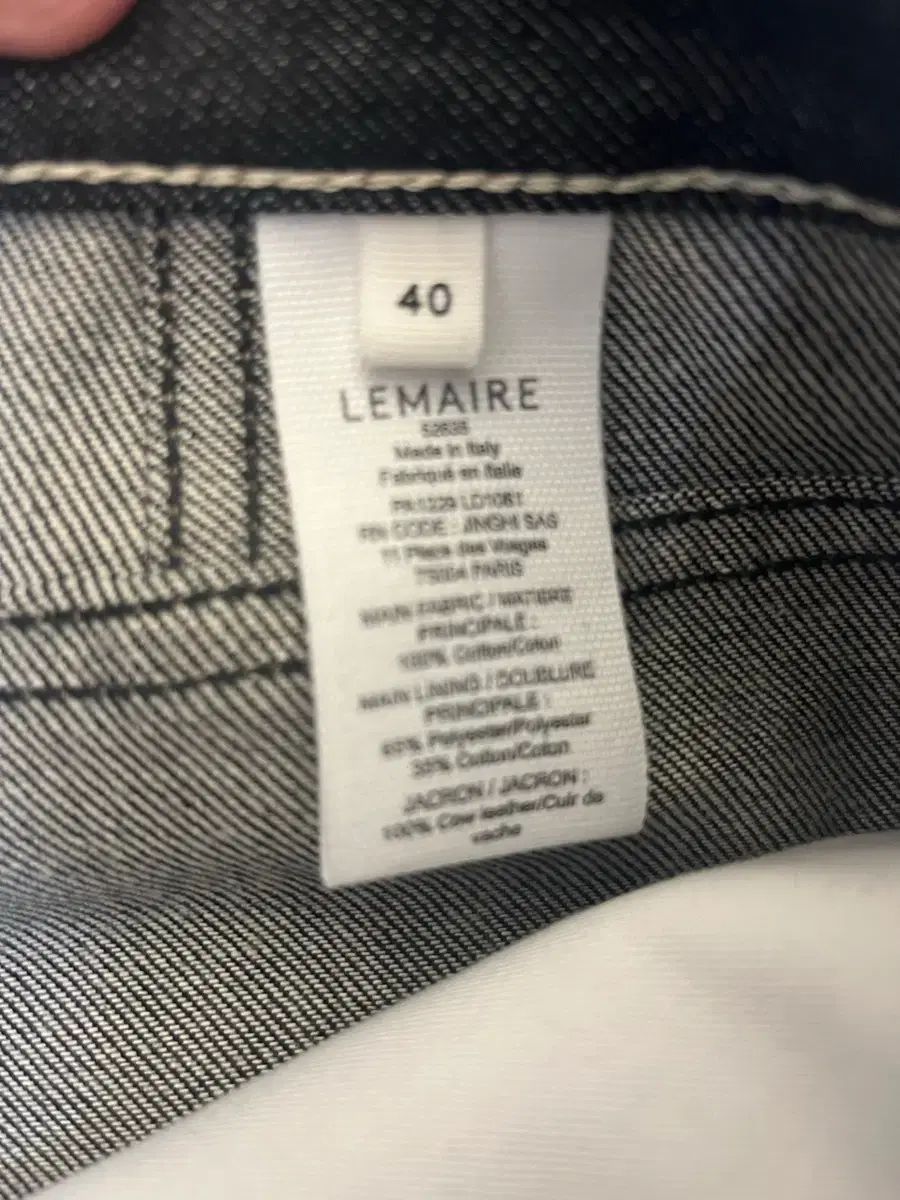 40
LEMAIRE
Made in Italy
Fabriqué en Italie
PA1229 LD1081
RN CODE : JINGHI SAS
11 Place des Vosges
75004 PARIS
MAIN FABRIC / MATIERE
PRINCIPALE :
100% Cotton/Coton
MAIN LINING / DOUBLURE
PRINCIPALE :
65% Polyester/Polyester
35% Cotton/Coton
JACRON / JACRON :
100% Cow leather/Cuir de
vache